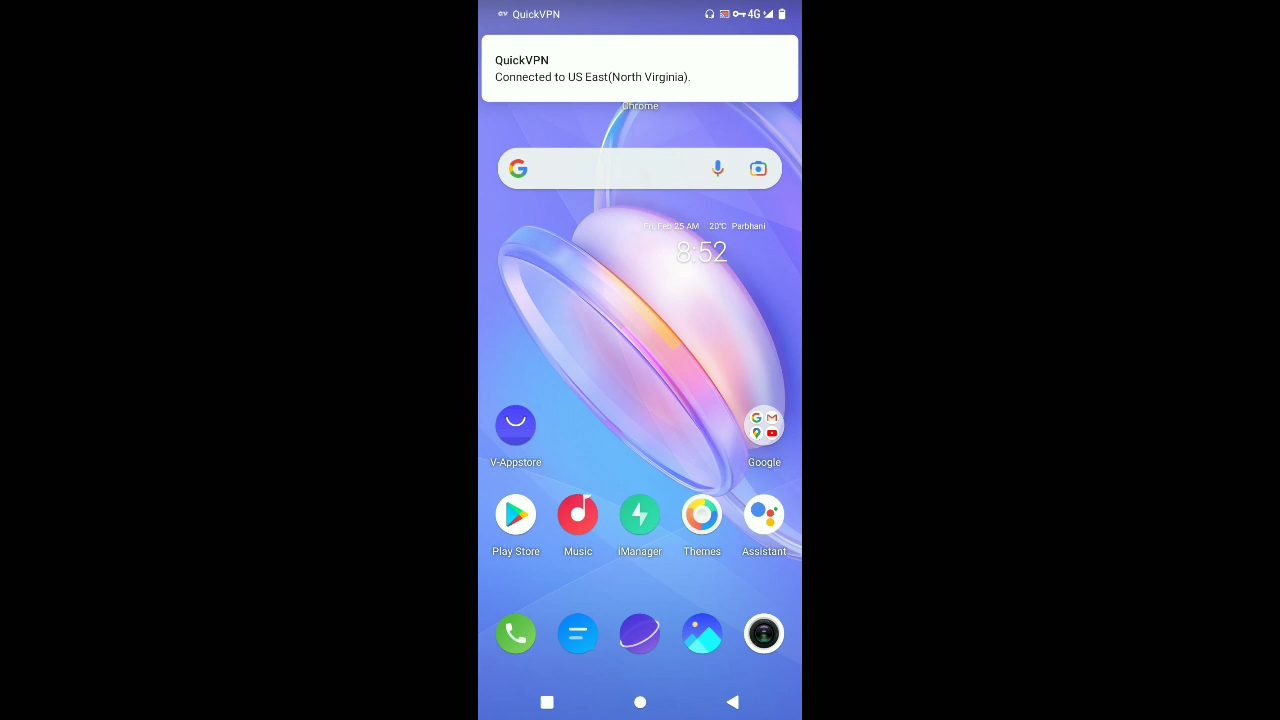 QuickVPN
4G
QuickVPN
Connected to US East(North Virginia).
Chrome
Fri, Feb 25 AM 20°C Parbhani
8:52
V-Appstore
Google
Play Store
Music
iManager
Themes
Assistant